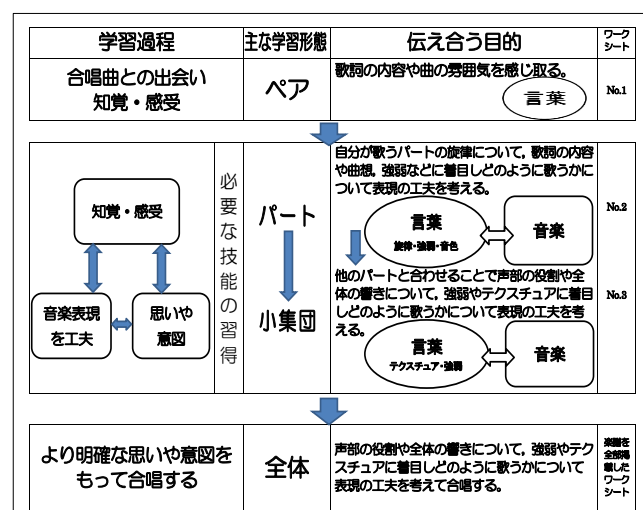 学習過程
主な学習形態
伝え合う目的
ワーク
シート
合唱曲との出会い
知覚・感受
ペア
歌詞の内容や曲の雰囲気を感じ取る。
言葉
No.1
知覚・感受
音楽表現
を工夫
思いや
意図
必要な技能の習得
パート
小集団
自分が歌うパートの旋律について，歌詞の内容
や曲想，強弱などに着目しどのように歌うかに
ついて表現の工夫を考える。
言葉
旋律・強弱・音色
音楽
No.2
他のパートと合わせることで声部の役割や全
体の響きについて，強弱やテクスチュアに着目
しどのように歌うかについて表現の工夫を考
える。
言葉
テクスチュア・強弱
音楽
No.3
より明確な思いや意図を
もって合唱する
全体
声部の役割や全体の響きについて，強弱やテク
スチュアに着目しどのように歌うかについて
表現の工夫を考えて合唱する。
楽譜を
全部掲
載した
ワーク
シート